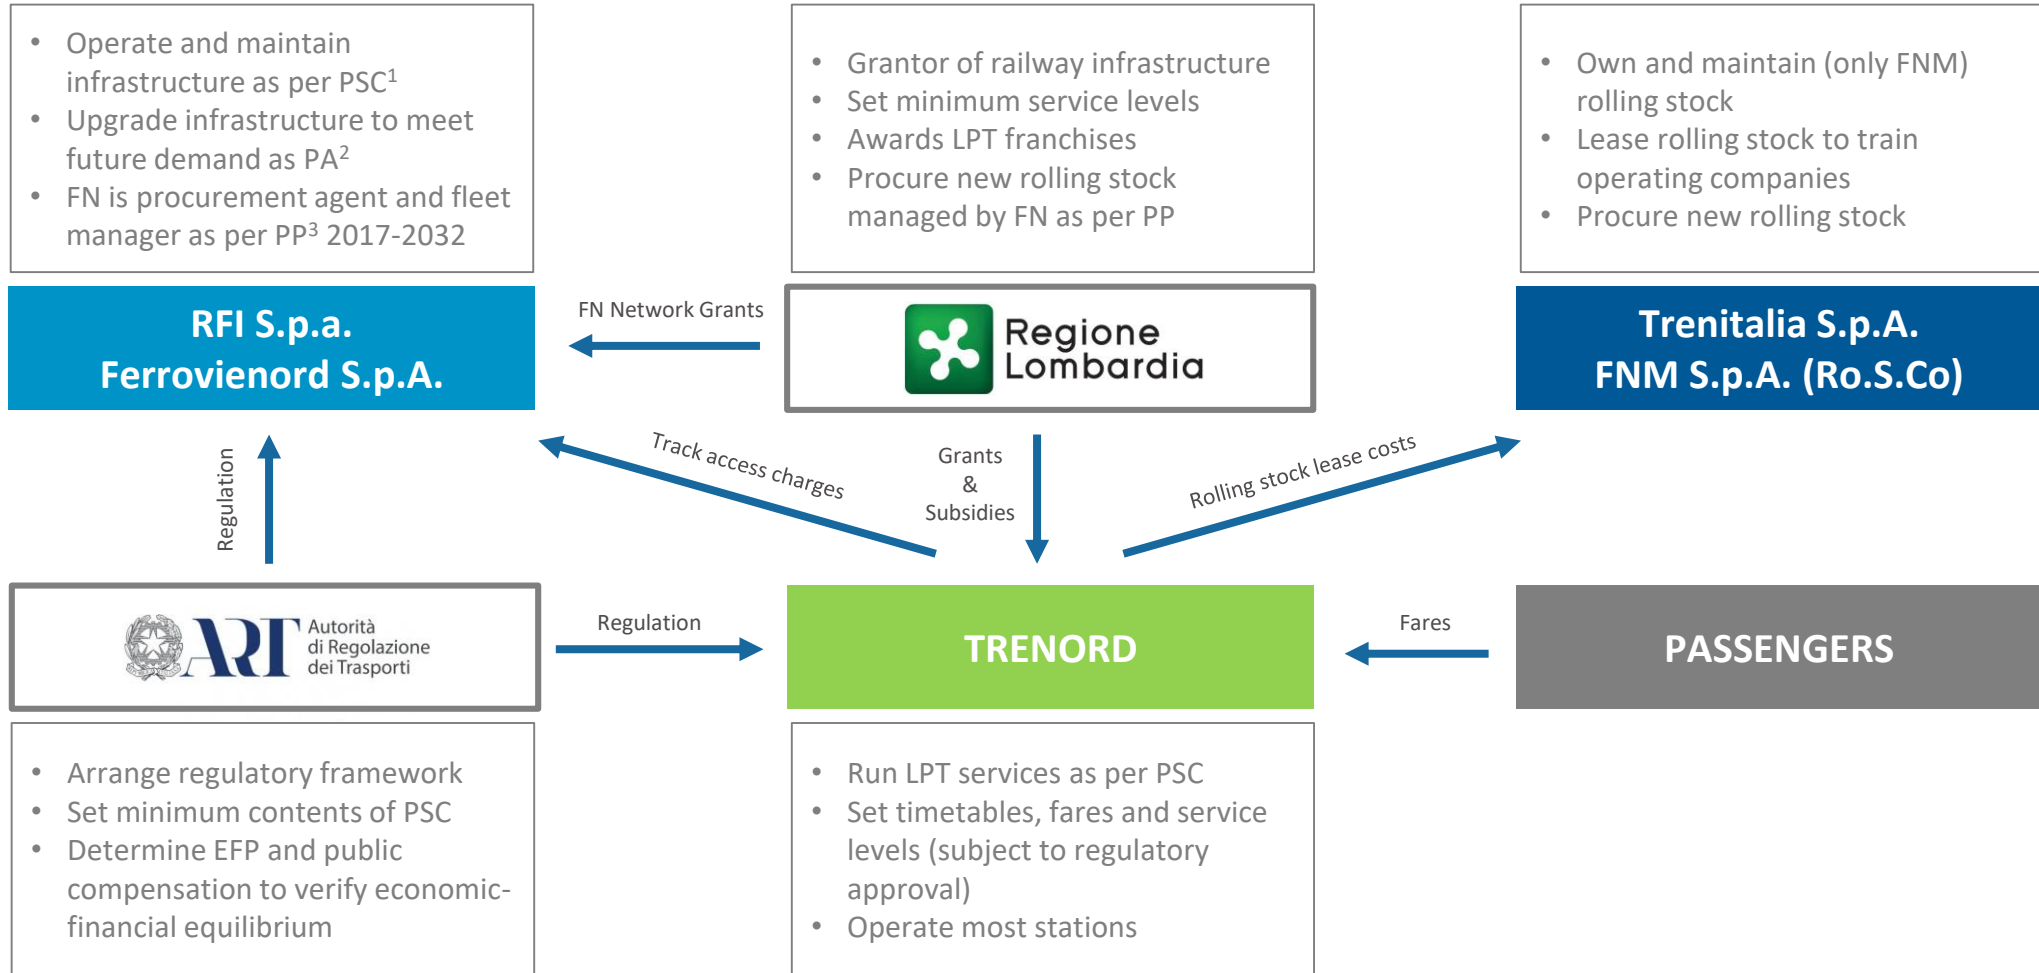 • Operate and maintain
infrastructure as per PSC¹
• Upgrade infrastructure to meet
future demand as PA²
• FN is procurement agent and fleet
manager as per PP³ 2017-2032
• Grantor of railway infrastructure
• Set minimum service levels
• Awards LPT franchises
• Procure new rolling stock
managed by FN as per PP
• Own and maintain (only FNM)
rolling stock
• Lease rolling stock to train
operating companies
• Procure new rolling stock
RFI S.p.a.
Ferrovienord S.p.A.
FN Network Grants
Regione
Lombardia
Trenitalia S.p.A.
FNM S.p.A. (Ro.S.Co)
Regulation
Track access charges
Grants
&
Subsidies
Rolling stock lease costs
ART
Autorità
di Regolazione
dei Trasporti
Regulation
TRENORD
Fares
PASSENGERS
• Arrange regulatory framework
• Set minimum contents of PSC
• Determine EFP and public
compensation to verify economic-
financial equilibrium
• Run LPT services as per PSC
• Set timetables, fares and service
levels (subject to regulatory
approval)
• Operate most stations